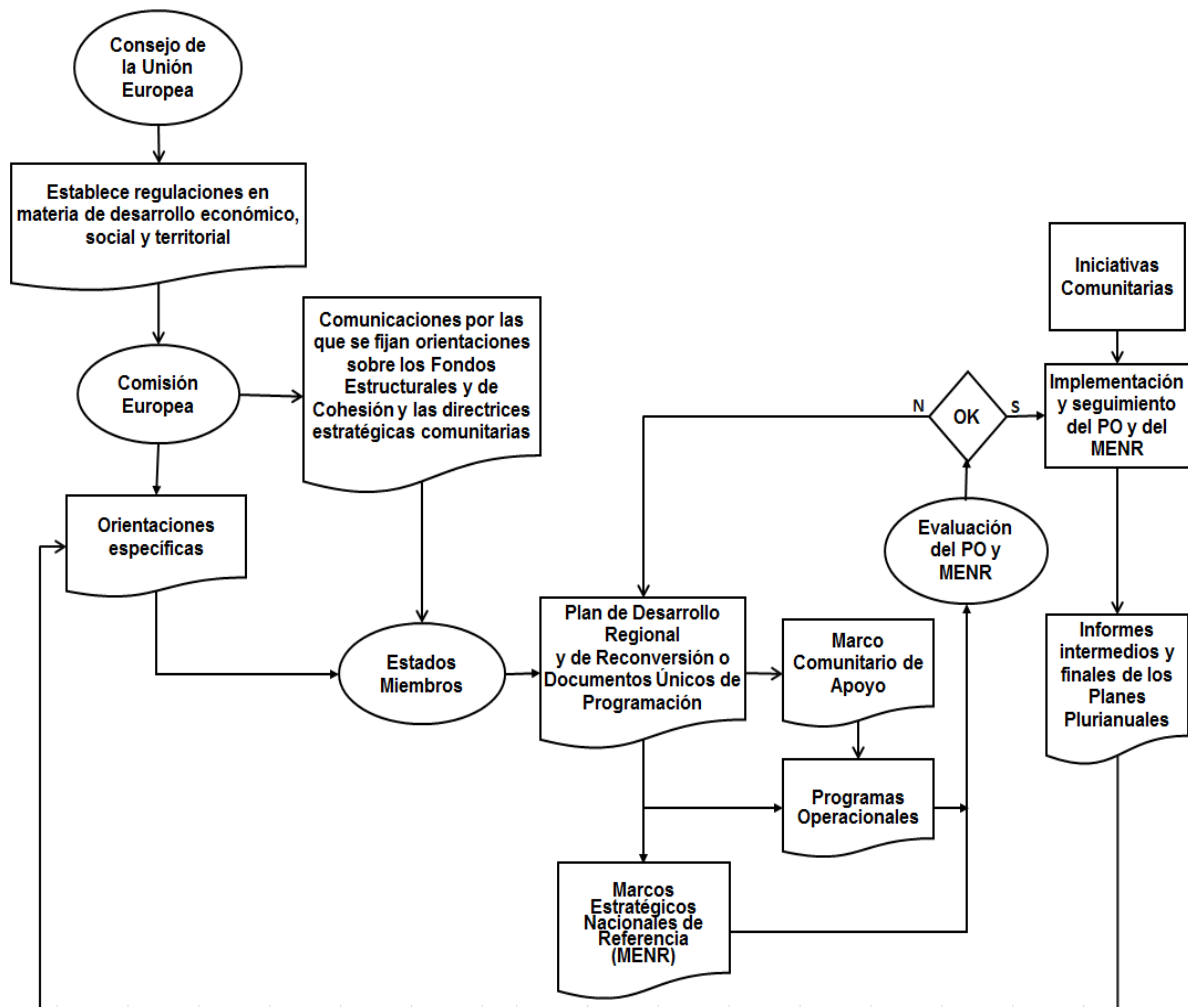 Consejo de
la Unión
Europea
Establece regulaciones en
materia de desarrollo económico,
social y territorial
Comisión
Europea
Comunicaciones por las
que se fijan orientaciones
sobre los Fondos
Estructurales y de
Cohesión y las directrices
estratégicas comunitarias
Orientaciones
específicas
Estados
Miembros
Plan de Desarrollo
Regional
y de Reconversión o
Documentos Únicos de
Programación
Marco
Comunitario de
Apoyo
Programas
Operacionales
Marcos
Estratégicos
Nacionales de
Referencia
(MENR)
Evaluación
del PO y
MENR
N
OK
S
Iniciativas
Comunitarias
Implementación
y seguimiento
del PO y del
MENR
Informes
intermedios y
finales de los
Planes
Plurianuales